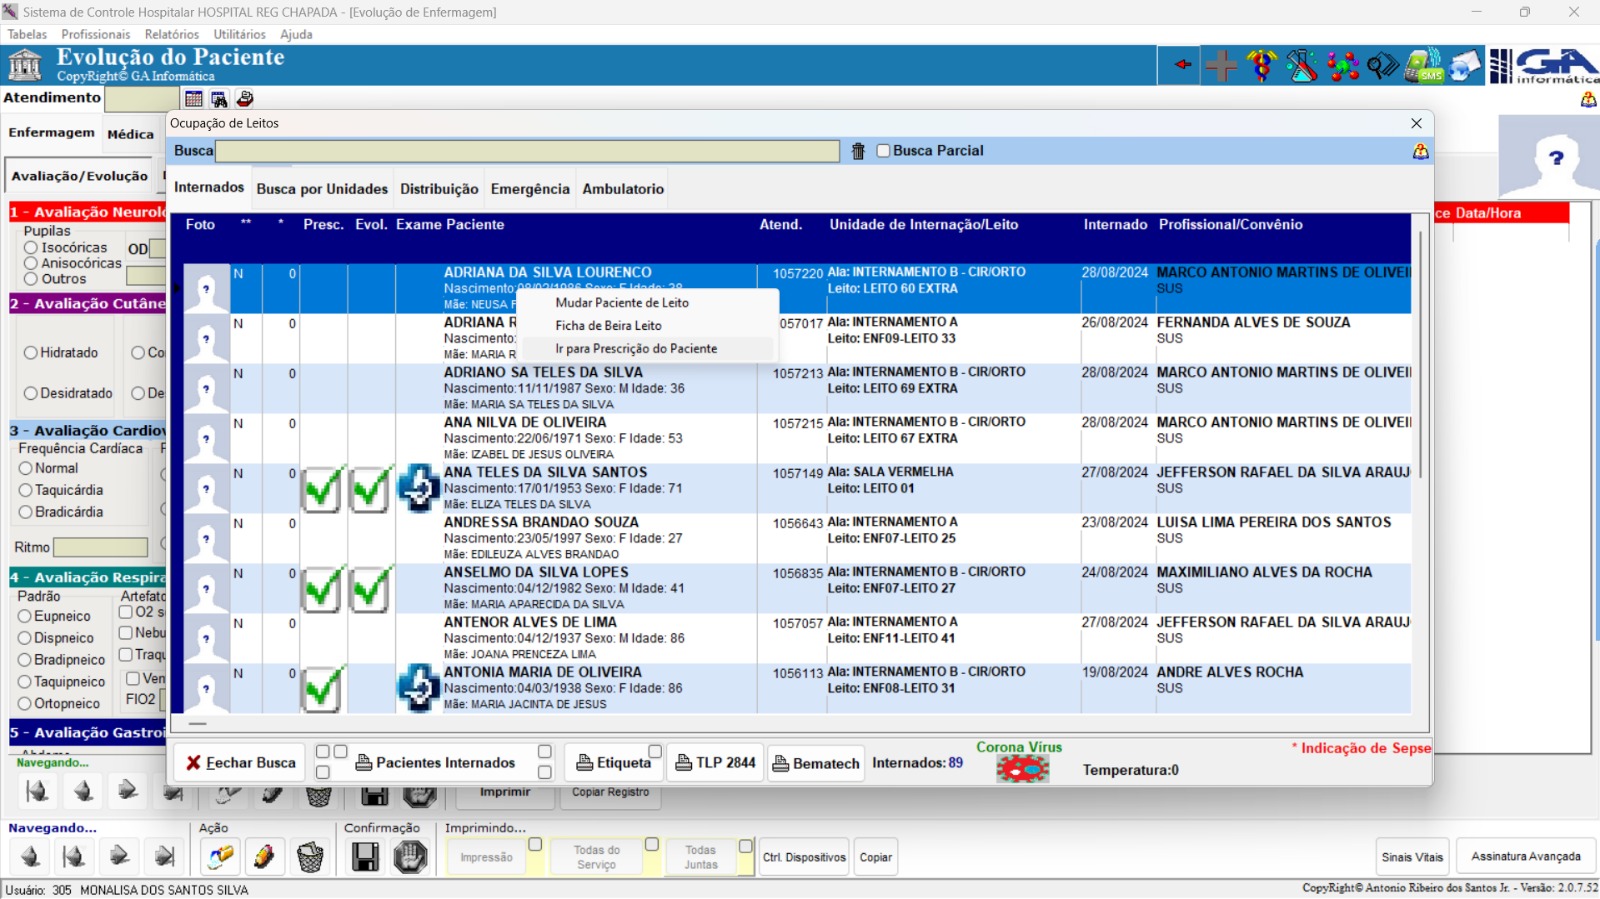 Sistema de Controle Hospitalar HOSPITAL REG CHAPADA - [Evolução de Enfermagem]
Tabelas Profissionais Relatórios Utilitários Ajuda
Evolução do Paciente
CopyRight© GA Informática
SMS
GA
informática
Atendimento
Enfermagem Médica
Ocupação de Leitos
Busca
Busca Parcial
Avaliação/Evolução
Internados Busca por Unidades Distribuição Emergência Ambulatorio
1 - Avaliação Neurolo
ce Data/Hora
Pupilas
Isocóricas OD
Anisocóricas
Outros
2 - Avaliação Cutâne
Hidratado Co
Desidratado De
3 - Avaliação Cardiov
Frequência Cardíaca
Normal
Taquicárdia
Bradicárdia
Ritmo
4 - Avaliação Respira
Padrão Artefato
Eupneico O2 s
Dispneico Nebu
Bradipneico Traqu
Taquipneico Ven
Ortopneico FIO2
5 - Avaliação Gastroi
Foto ** * Presc. Evol. Exame Paciente Atend. Unidade de Internação/Leito Internado Profissional/Convênio
N 0 ADRIANA DA SILVA LOURENCO 1057220 Ala: INTERNAMENTO B - CIR/ORTO 28/08/2024 MARCO ANTONIO MARTINS DE OLIVEI
Nascimento:08/02/1986 Sexo: F Idade: 38 Leito: LEITO 60 EXTRA SUS
Mãe: NEUSA F
Mudar Paciente de Leito
Ficha de Beira Leito
Ir para Prescrição do Paciente
N 0 ADRIANA R 057017 Ala: INTERNAMENTO A 26/08/2024 FERNANDA ALVES DE SOUZA
Nascimento: Leito: ENF09-LEITO 33 SUS
Mãe: MARIA R
N 0 ADRIANO SA TELES DA SILVA 1057213 Ala: INTERNAMENTO B - CIR/ORTO 28/08/2024 MARCO ANTONIO MARTINS DE OLIVEI
Nascimento:11/11/1987 Sexo: M Idade: 36 Leito: LEITO 69 EXTRA SUS
Mãe: MARIA SA TELES DA SILVA
N 0 ANA NILVA DE OLIVEIRA 1057215 Ala: INTERNAMENTO B - CIR/ORTO 28/08/2024 MARCO ANTONIO MARTINS DE OLIVEI
Nascimento:22/06/1971 Sexo: F Idade: 53 Leito: LEITO 67 EXTRA SUS
Mãe: IZABEL DE JESUS OLIVEIRA
N 0 ANA TELES DA SILVA SANTOS 1057149 Ala: SALA VERMELHA 27/08/2024 JEFFERSON RAFAEL DA SILVA ARAUJ
Nascimento:17/01/1953 Sexo: F Idade: 71 Leito: LEITO 01 SUS
Mãe: ELIZA TELES DA SILVA
N 0 ANDRESSA BRANDAO SOUZA 1056643 Ala: INTERNAMENTO A 23/08/2024 LUISA LIMA PEREIRA DOS SANTOS
Nascimento:23/05/1997 Sexo: F Idade: 27 Leito: ENF07-LEITO 25 SUS
Mãe: EDILEUZA ALVES BRANDAO
N 0 ANSELMO DA SILVA LOPES 1056835 Ala: INTERNAMENTO B - CIR/ORTO 24/08/2024 MAXIMILIANO ALVES DA ROCHA
Nascimento:04/12/1982 Sexo: M Idade: 41 Leito: ENF07-LEITO 27 SUS
Mãe: MARIA APARECIDA DA SILVA
N 0 ANTENOR ALVES DE LIMA 1057057 Ala: INTERNAMENTO A 27/08/2024 JEFFERSON RAFAEL DA SILVA ARAUJ
Nascimento:04/12/1937 Sexo: M Idade: 86 Leito: ENF11-LEITO 41 SUS
Mãe: JOANA PRENCEZA LIMA
N 0 ANTONIA MARIA DE OLIVEIRA 1056113 Ala: INTERNAMENTO B - CIR/ORTO 19/08/2024 ANDRE ALVES ROCHA
Nascimento:04/03/1938 Sexo: F Idade: 86 Leito: ENF08-LEITO 31 SUS
Mãe: MARIA JACINTA DE JESUS
Fechar Busca Pacientes Internados Etiqueta TLP 2844 Bematech Internados: 89 Corona Vírus Temperatura:0 * Indicação de Sepse
Navegando...
Imprimir Copiar Registro
Navegando... Ação Confirmação Imprimindo...
Impressão Todas do Serviço Todas Juntas Ctrl. Dispositivos Copiar Sinais Vitais Assinatura Avançada
Usuário: 305 MONALISA DOS SANTOS SILVA CopyRight© Antonio Ribeiro dos Santos Jr. - Versão: 2.0.7.52